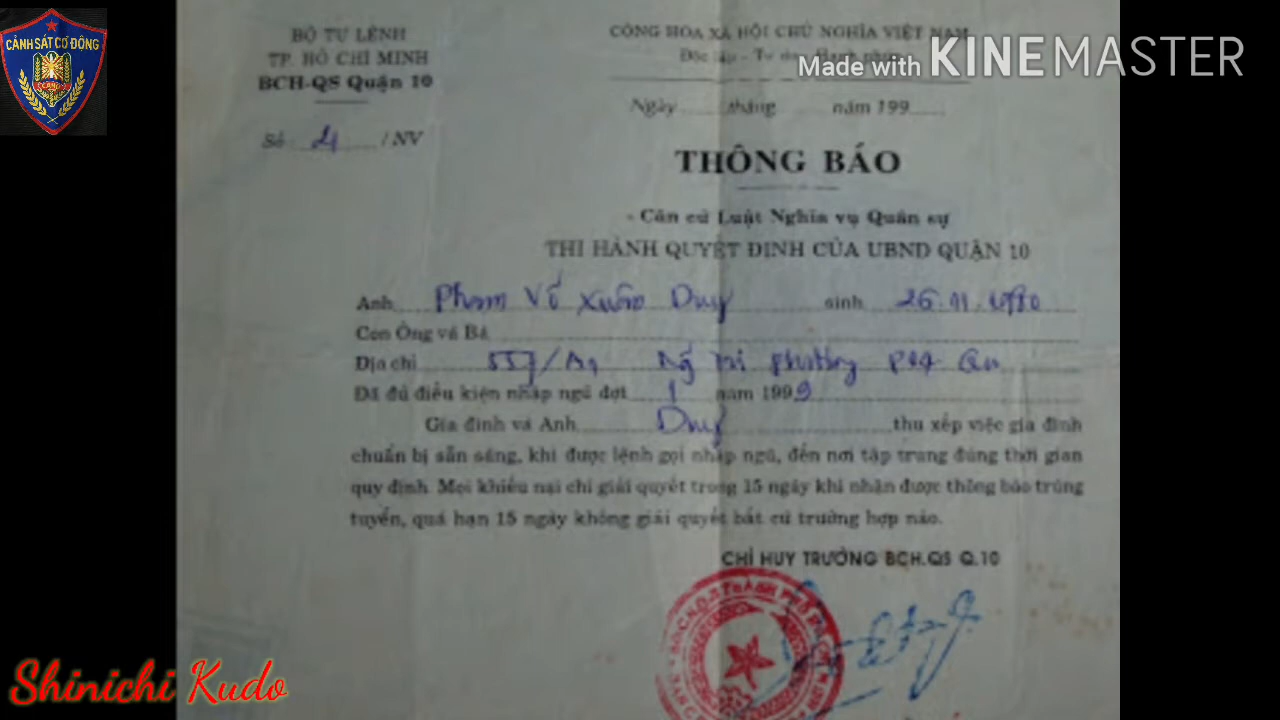 CẢNH SÁT CƠ ĐỘNG
BỘ TƯ LỆNH
TP. HỒ CHÍ MINH
BCH-QS Quận 10
Số 21 /NV
CỘNG HÒA XÃ HỘI CHỦ NGHĨA VIỆT NAM
Độc lập - Tự do
Made with KINEMASTER
Ngày tháng năm 199
THÔNG BÁO
- Căn cứ Luật Nghĩa vụ Quân sự
THI HÀNH QUYẾT ĐỊNH CỦA UBND QUẬN 10
Anh Phạm Võ Xuân Duy sinh 26.11.1980
Con Ông và Bà
Địa chỉ Phương
Đã đủ điều kiện nhập ngũ đợt 1 năm 1999
Gia đình và Anh Duy thu xếp việc gia đình
chuẩn bị sẵn sàng, khi được lệnh gọi nhập ngũ, đến nơi tập trung đúng thời gian
quy định. Mọi khiếu nại chỉ giải quyết trong 15 ngày khi nhận được thông báo trúng
tuyển, quá hạn 15 ngày không giải quyết bất cứ trường hợp nào.
CHỈ HUY TRƯỞNG BCH.QS Q.10
Shinichi Kudo